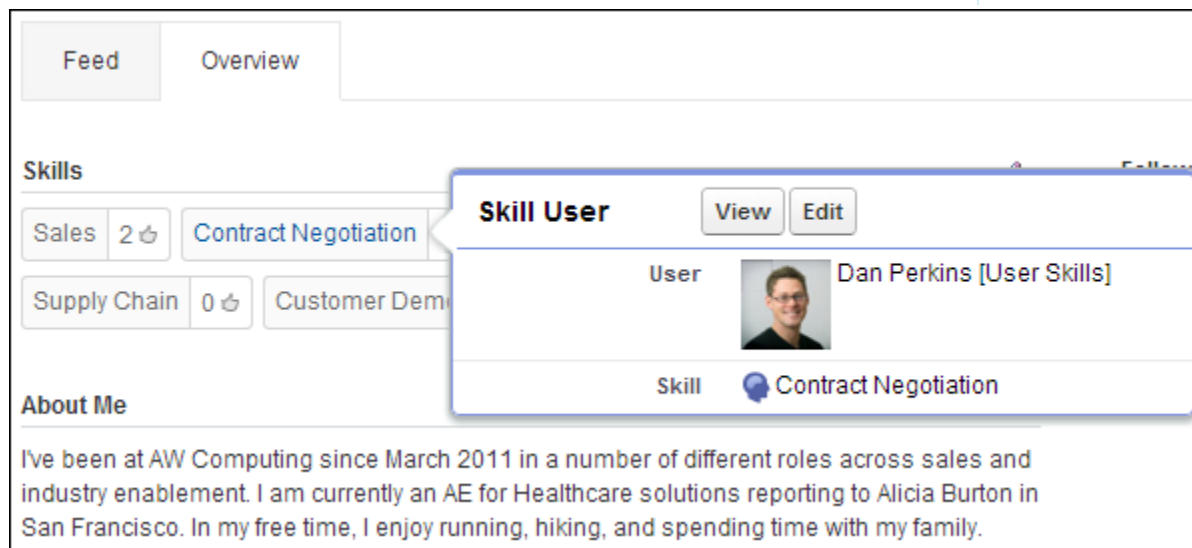 Feed Overview
Skills
Sales 2 Contract Negotiation
Supply Chain 0 Customer
Skill User View Edit
User Dan Perkins [User Skills]
Skill Contract Negotiation
About Me
I've been at AW Computing since March 2011 in a number of different roles across sales and
industry enablement. I am currently an AE for Healthcare solutions reporting to Alicia Burton in
San Francisco. In my free time, I enjoy running, hiking, and spending time with my family.